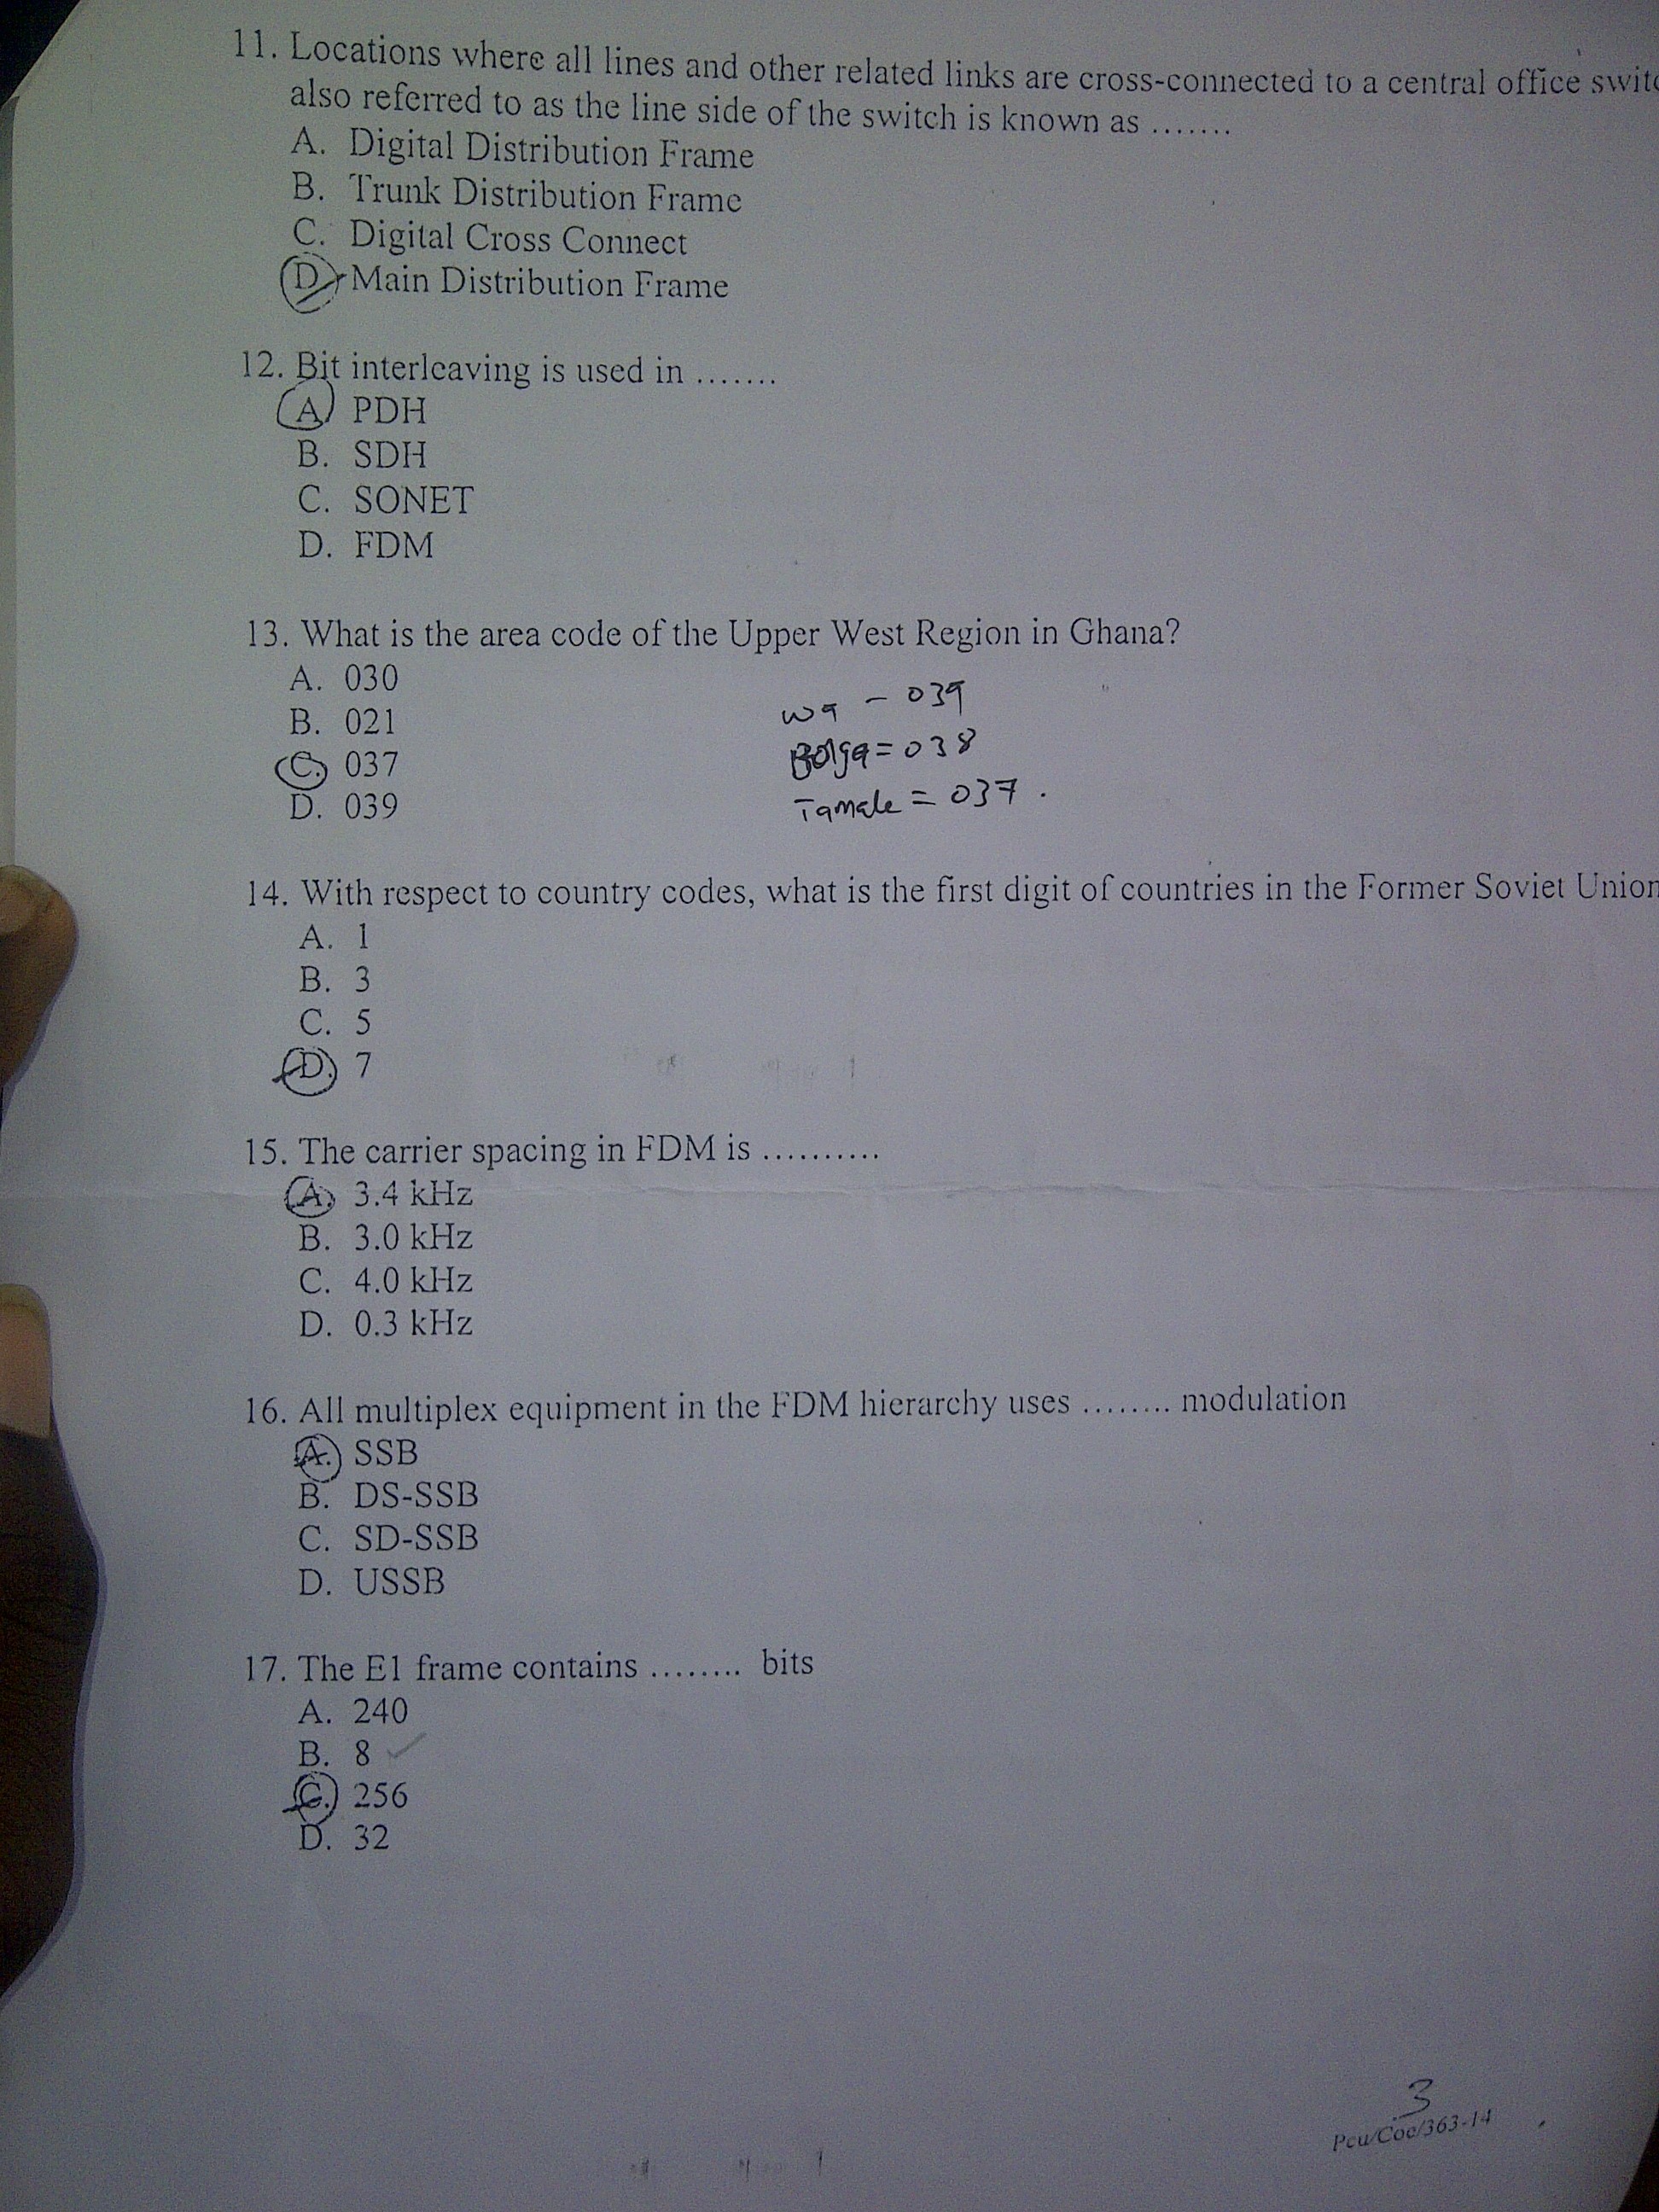 11. Locations where all lines and other related links are cross-connected to a central office
also referred to as the line side of the switch is known as .......
A. Digital Distribution Frame
B. Trunk Distribution Frame
C. Digital Cross Connect
D. Main Distribution Frame
12. Bit interleaving is used in .......
A. PDH
B. SDH
C. SONET
D. FDM
13. What is the area code of the Upper West Region in Ghana?
A. 030
B. 021
C. 037
D. 039
Wa - 039
Bolga = 038
Tamale = 037.
14. With respect to country codes, what is the first digit of countries in the Former Soviet Union
A. 1
B. 3
C. 5
D. 7
15. The carrier spacing in FDM is ..........
A. 3.4 kHz
B. 3.0 kHz
C. 4.0 kHz
D. 0.3 kHz
16. All multiplex equipment in the FDM hierarchy uses ........ modulation
A. SSB
B. DS-SSB
C. SD-SSB
D. USSB
17. The E1 frame contains ........ bits
A. 240
B. 8
C. 256
D. 32
3
Pcu/Coe/363-14